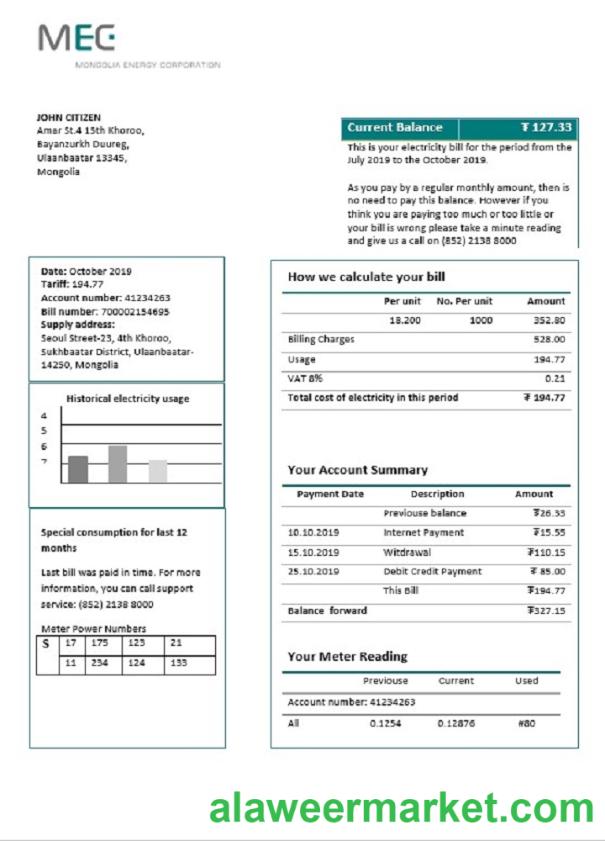 MEC
MONGOLIA ENERGY CORPORATION
JOHN CITIZEN
Amar St.4 15th Khoroo,
Bayanzurkh Duureg,
Ulaanbaatar 13345,
Mongolia
Current Balance ₮ 127.33
This is your electricity bill for the period from the
July 2019 to the October 2019.
As you pay by a regular monthly amount, then is
no need to pay this balance. However if you
think you are paying too much or too little or
your bill is wrong please take a minute reading
and give us a call on (852) 2138 8000
Date: October 2019
Tariff: 194.77
Account number: 41234263
Bill number: 700002154695
Supply address:
Seoul Street-23, 4th Khoroo,
Sukhbaatar District, Ulaanbaatar-
14250, Mongolia
Historical electricity usage
4
5
6
7
Special consumption for last 12
months
Last bill was paid in time. For more
information, you can call support
service: (852) 2138 8000
Meter Power Numbers
S 17 175 123 21
11 234 124 133
How we calculate your bill
Per unit No. Per unit Amount
18.200 1000 352.80
Billing Charges 528.00
Usage 194.77
VAT 8% 0.21
Total cost of electricity in this period ₮ 194.77
Your Account Summary
Payment Date Description Amount
Previouse balance ₮26.33
10.10.2019 Internet Payment ₮15.55
15.10.2019 Witdrawal ₮110.15
25.10.2019 Debit Credit Payment ₮ 85.00
This Bill ₮194.77
Balance forward ₮327.15
Your Meter Reading
Previouse Current Used
Account number: 41234263
All 0.1254 0.12876 #80
alaweermarket.com